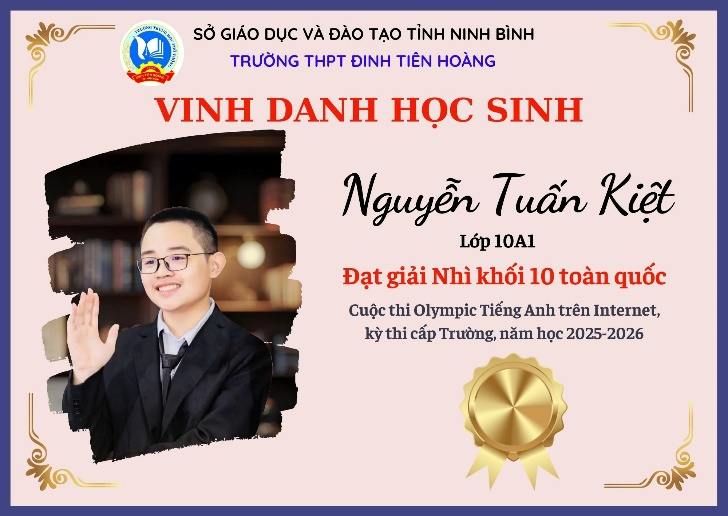 SỞ GIÁO DỤC VÀ ĐÀO TẠO TỈNH NINH BÌNH
TRƯỜNG THPT ĐINH TIÊN HOÀNG
VINH DANH HỌC SINH
Nguyễn Tuấn Kiệt
Lớp 10A1
Đạt giải Nhì khối 10 toàn quốc
Cuộc thi Olympic Tiếng Anh trên Internet,
kỳ thi cấp Trường, năm học 2025-2026